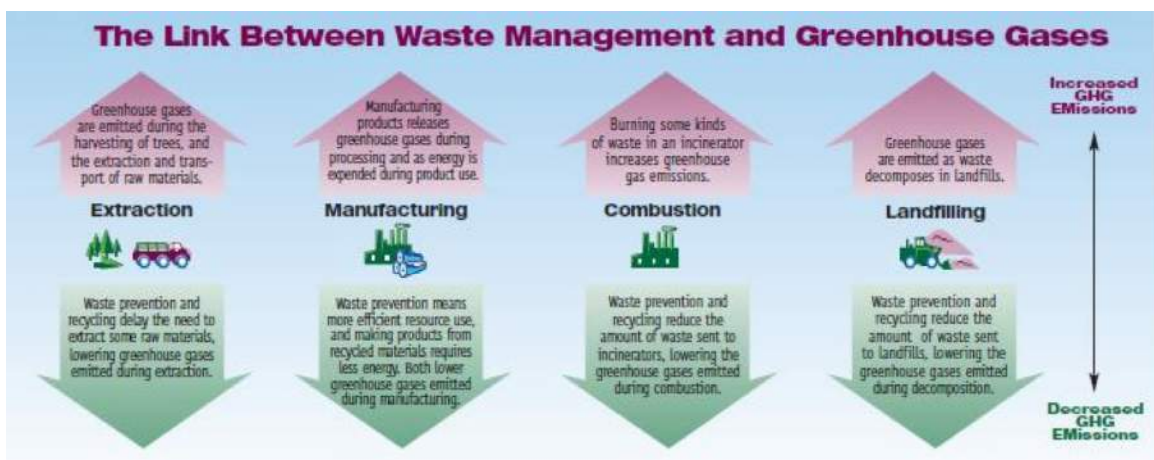 The Link Between Waste Management and Greenhouse Gases
Greenhouse gases
are emitted during the
harvesting of trees, and
the extraction and trans-
port of raw materials.
Manufacturing
products releases
greenhouse gases during
processing and as energy is
expended during product use.
Burning some kinds
of waste in an incinerator
increases greenhouse
gas emissions.
Greenhouse gases
are emitted as waste
decomposes in landfills.
Increased
GHG
EMissions
Extraction
Manufacturing
Combustion
Landfilling
Waste prevention and
recycling delay the need to
extract some raw materials,
lowering greenhouse gases
emitted during extraction.
Waste prevention means
more efficient resource use,
and making products from
recycled materials requires
less energy. Both lower
greenhouse gases emitted
during manufacturing.
Waste prevention and
recycling reduce the
amount of waste sent to
incinerators, lowering the
greenhouse gases emitted
during combustion.
Waste prevention and
recycling reduce the
amount of waste sent
to landfills, lowering the
greenhouse gases emitted
during decomposition.
Decreased
GHG
EMissions